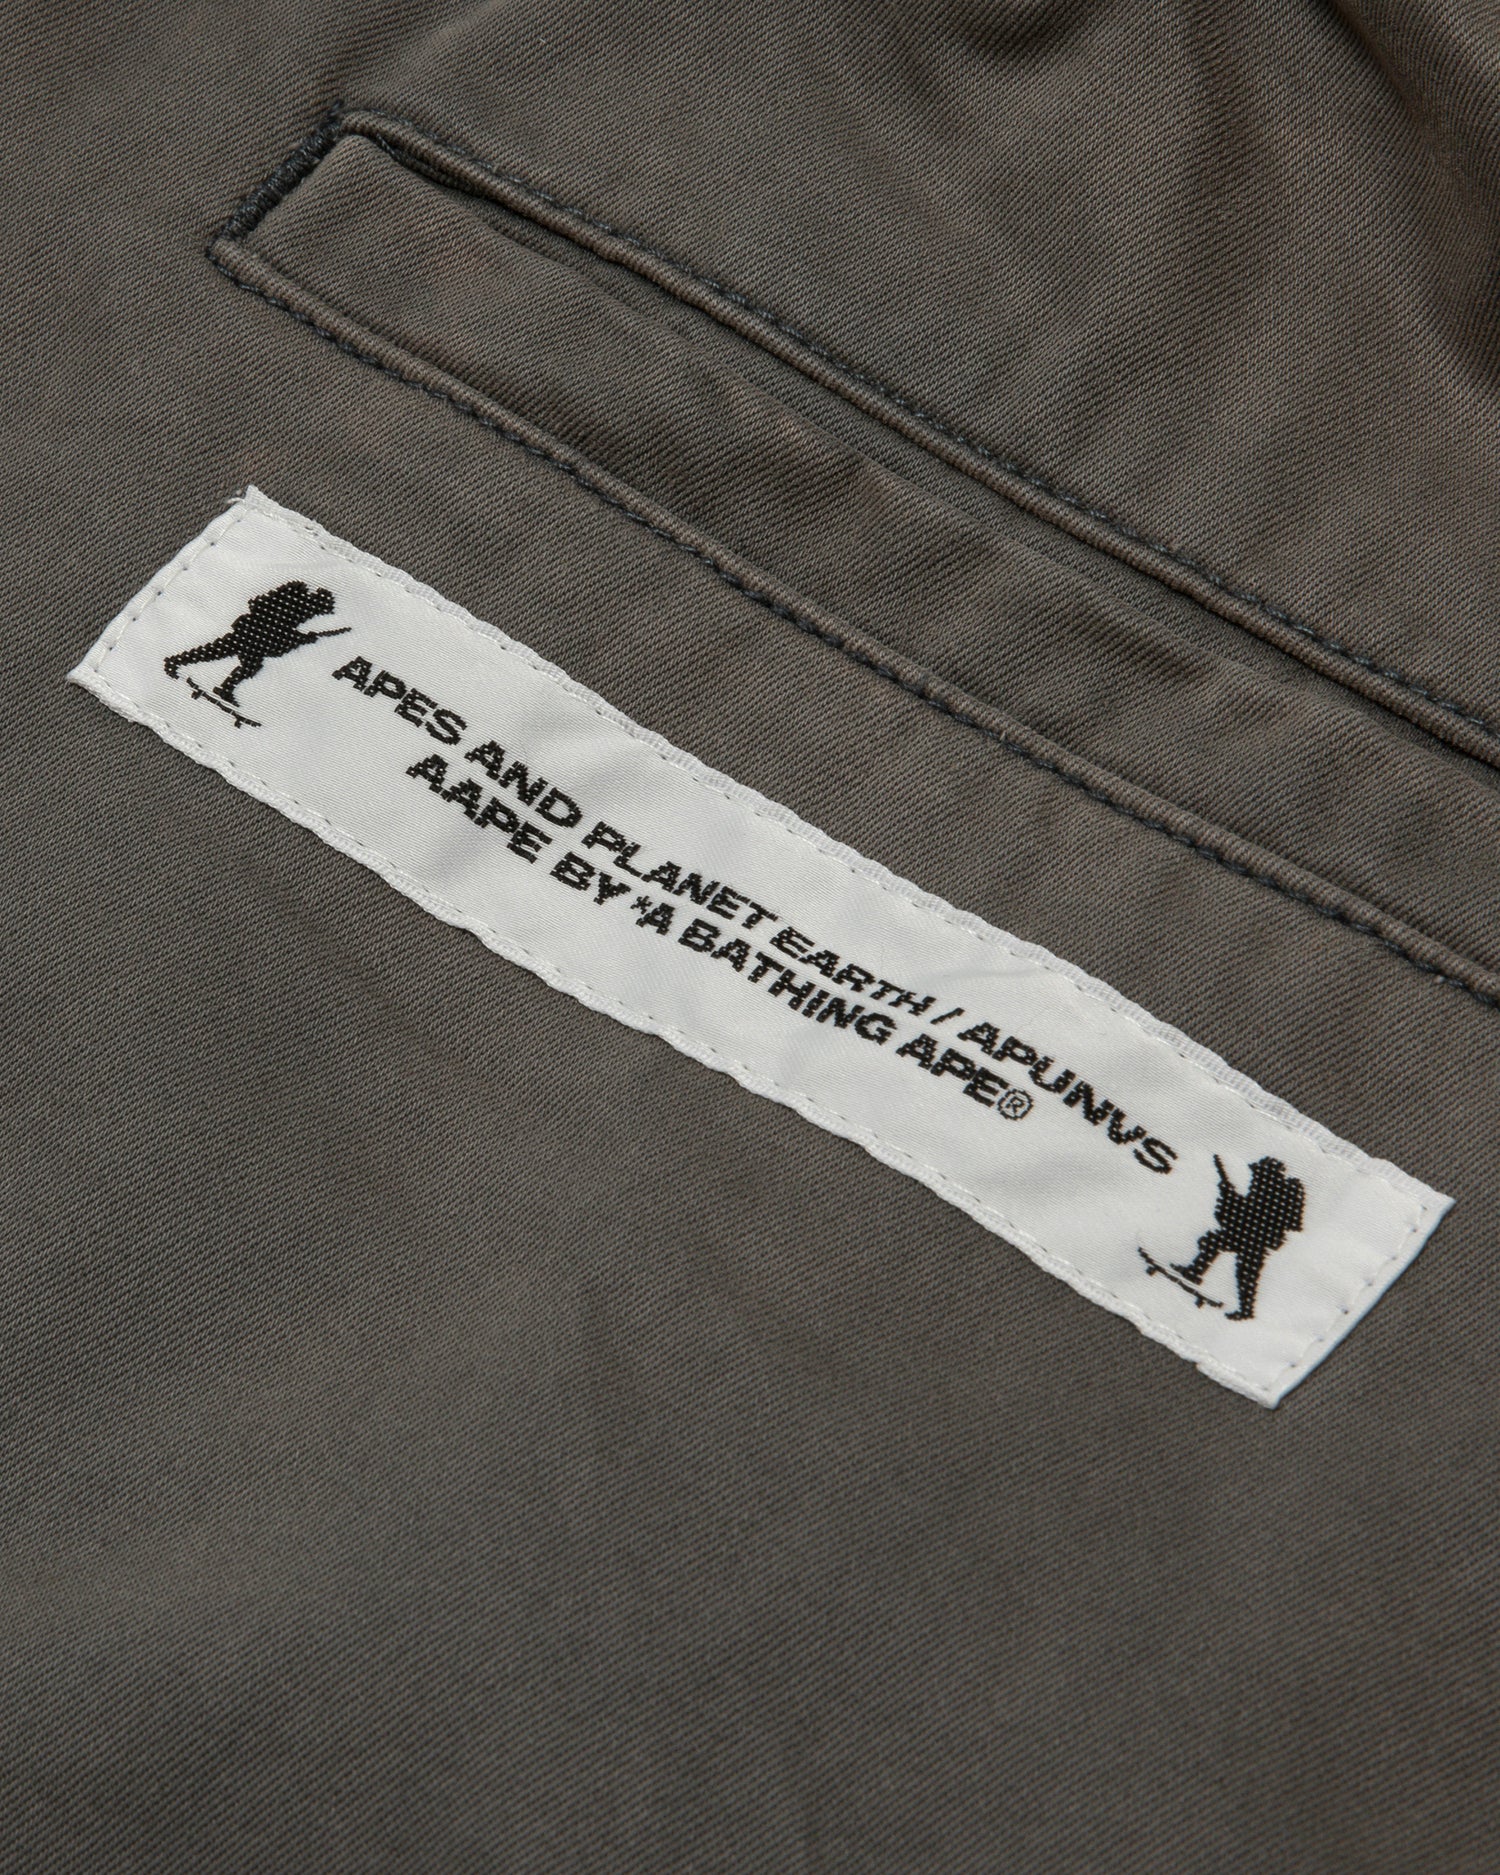 APES AND PLANET EARTH / APUNVS
AAPE BY *A BATHING APE®